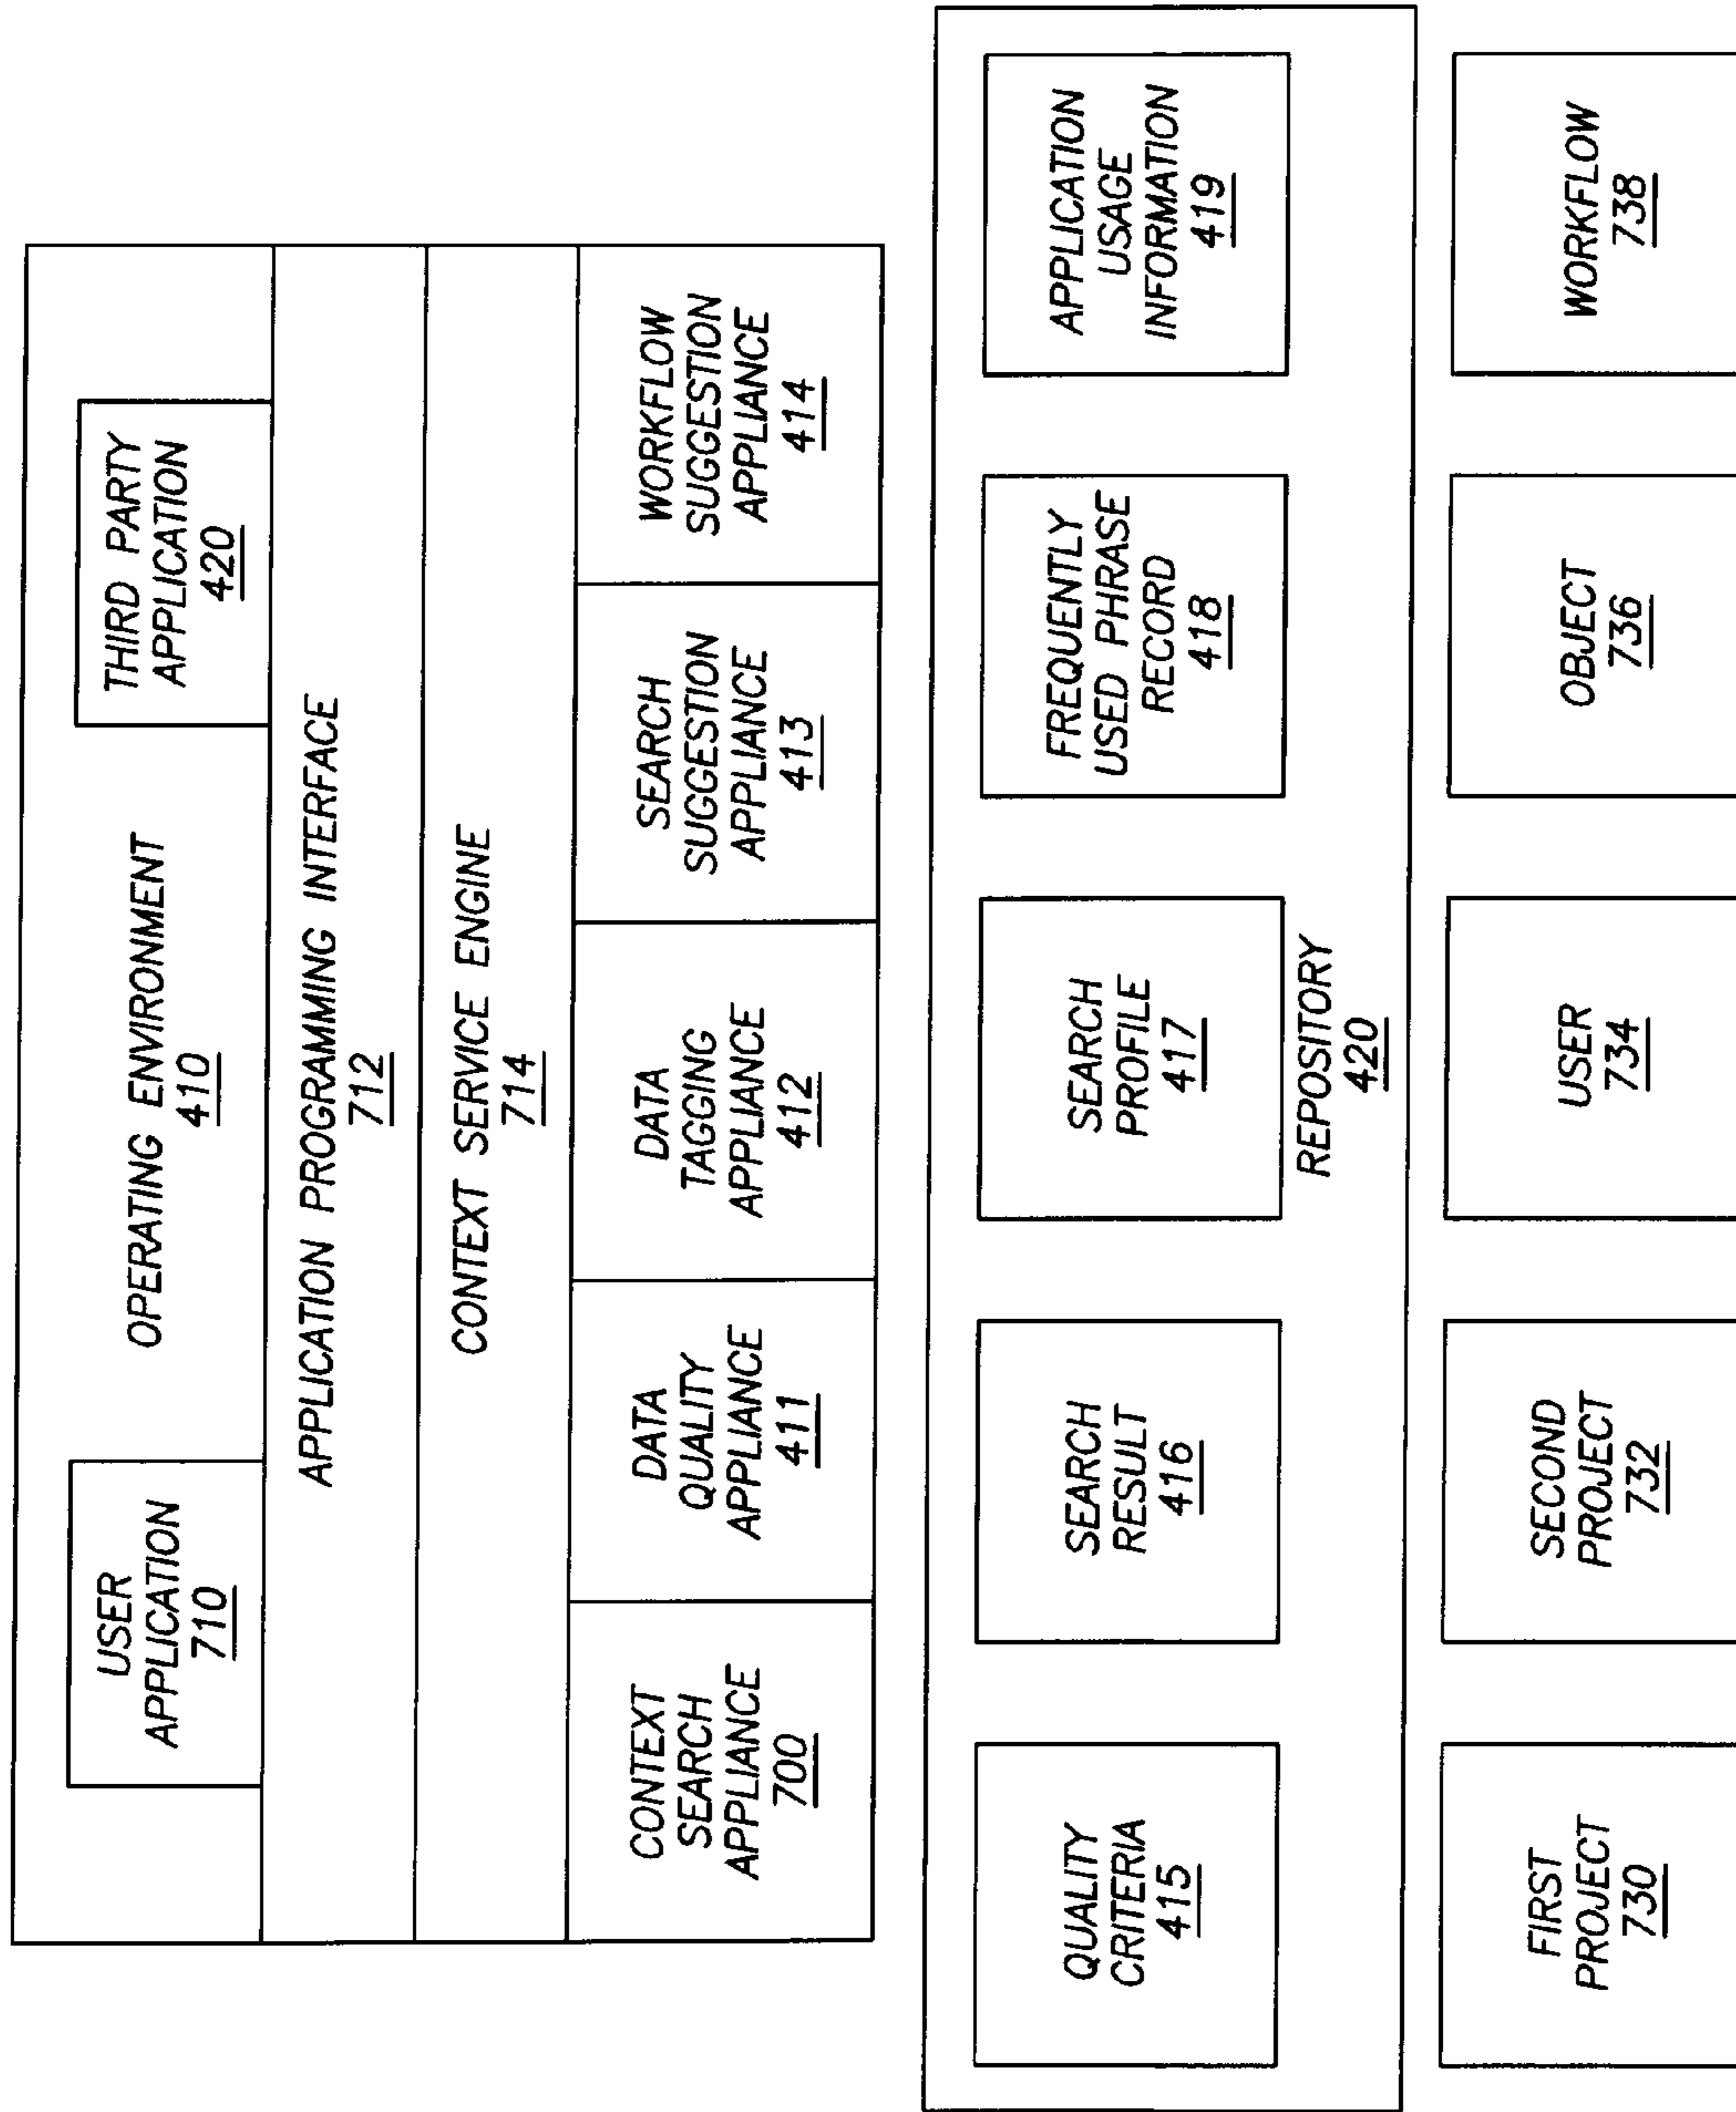 USER
APPLICATION
710
OPERATING ENVIRONMENT
410
THIRD PARTY
APPLICATION
420
APPLICATION PROGRAMMING INTERFACE
712
CONTEXT SERVICE ENGINE
714
CONTEXT
SEARCH
APPLIANCE
700
DATA
QUALITY
APPLIANCE
411
DATA
TAGGING
APPLIANCE
412
SEARCH
SUGGESTION
APPLIANCE
413
WORKFLOW
SUGGESTION
APPLIANCE
414
QUALITY
CRITERIA
415
SEARCH
RESULT
416
SEARCH
PROFILE
417
FREQUENTLY
USED PHRASE
RECORD
418
APPLICATION
USAGE
INFORMATION
419
REPOSITORY
420
FIRST
PROJECT
730
SECOND
PROJECT
732
USER
734
OBJECT
736
WORKFLOW
738